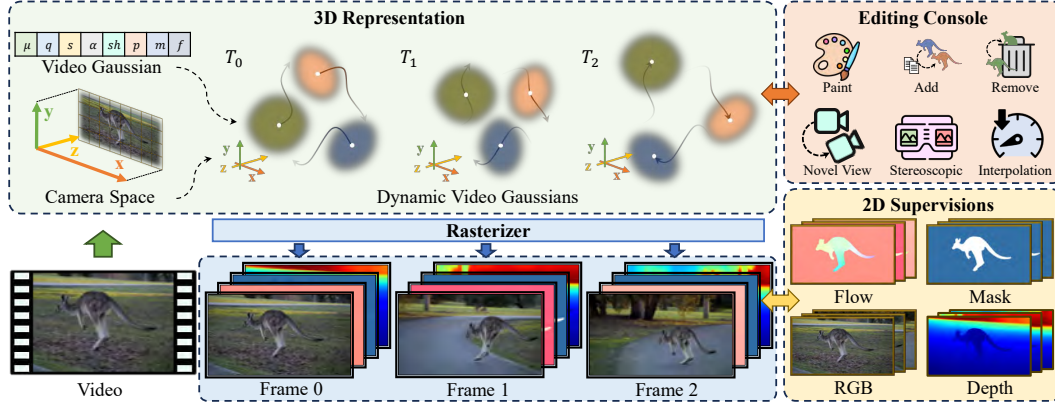 3D Representation
μ q s α sh p m f
Video Gaussian
T0
T1
T2
y
z
x
Camera Space
y
z
x
y
z
x
y
z
x
Dynamic Video Gaussians
Editing Console
Paint
Add
Remove
Novel View
Stereoscopic
Interpolation
Rasterizer
Video
Frame 0
Frame 1
Frame 2
2D Supervisions
Flow
Mask
RGB
Depth